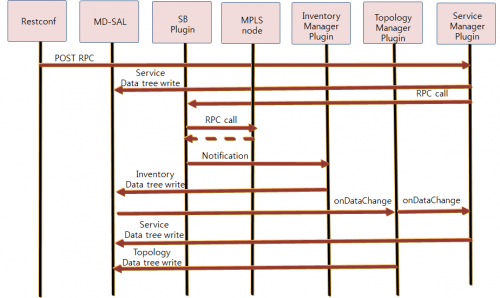 Restconf
MD-SAL
SB
Plugin
MPLS
node
Inventory
Manager
Plugin
Topology
Manager
Plugin
Service
Manager
Plugin
POST RPC
Service
Data tree write
RPC call
RPC call
Notification
Inventory
Data tree write
onDataChange
onDataChange
Service
Data tree write
Topology
Data tree write